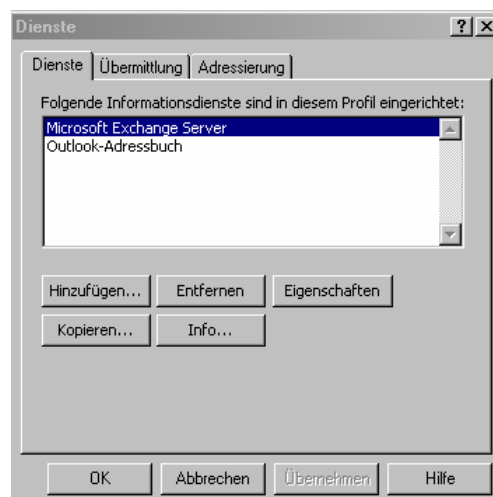 Dienste
Dienste Übermittlung Adressierung
Folgende Informationsdienste sind in diesem Profil eingerichtet:
Microsoft Exchange Server
Outlook-Adressbuch
Hinzufügen... Entfernen Eigenschaften
Kopieren... Info...
OK Abbrechen Übernehmen Hilfe